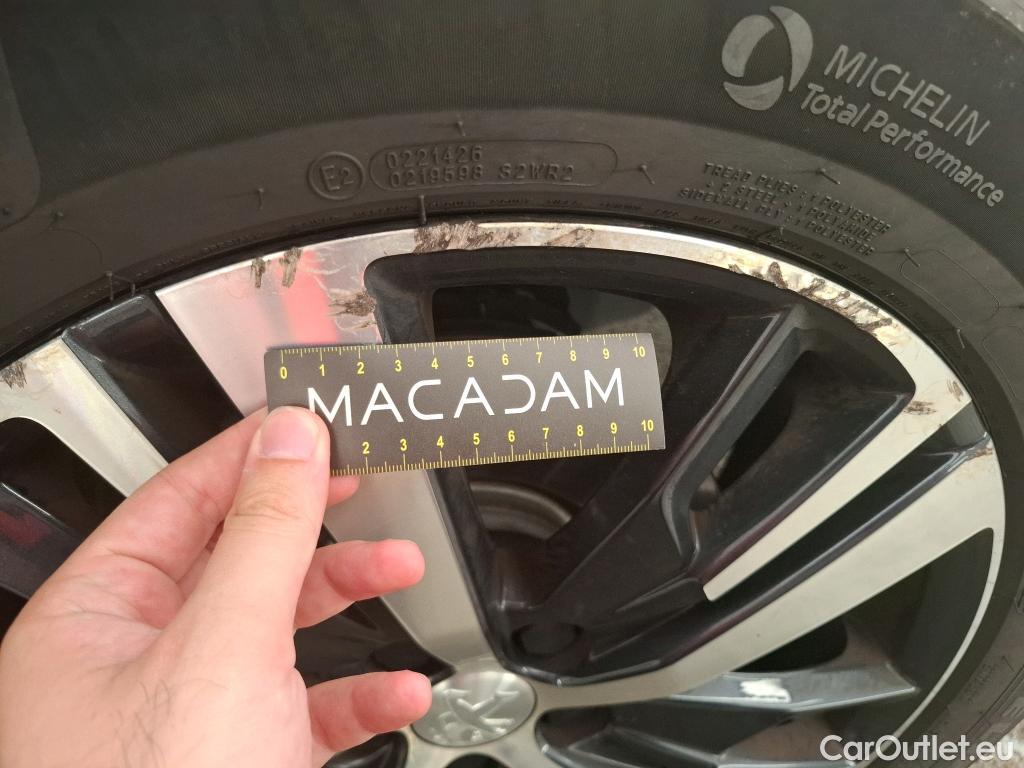 MICHELIN
Total Performance
E2
0221426
0219598 S2WR2
TREAD PLIES : 1 POLYESTER
+ 2 STEEL + 1 POLYAMIDE
SIDEWALL PLY : 1 POLYESTER
0 1 2 3 4 5 6 7 8 9 10
MACADAM
2 3 4 5 6 7 8 9 10
CarOutlet.eu